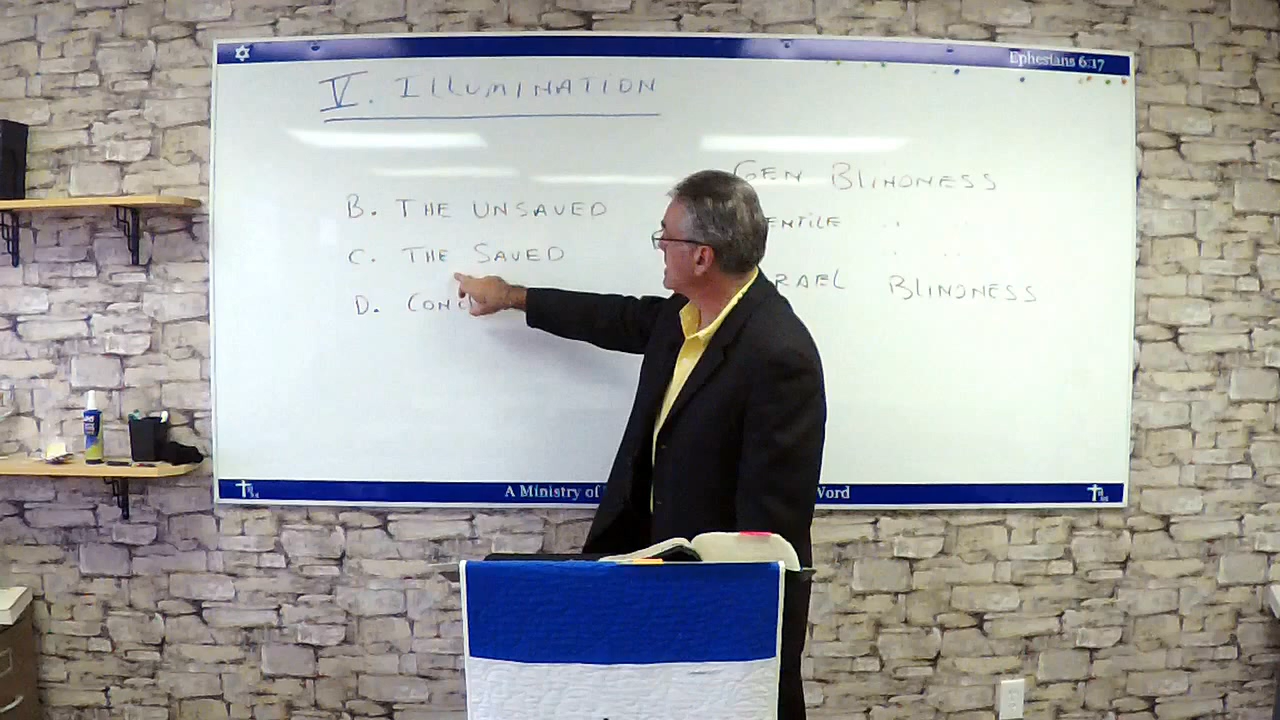 Ephesians 6:17
V. ILLUMINATION
B. THE UNSAVED
C. THE SAVED
D. CONC
GEN BLINDNESS
ENTILE " "
" "
RAEL BLINDNESS
A Ministry of
Word